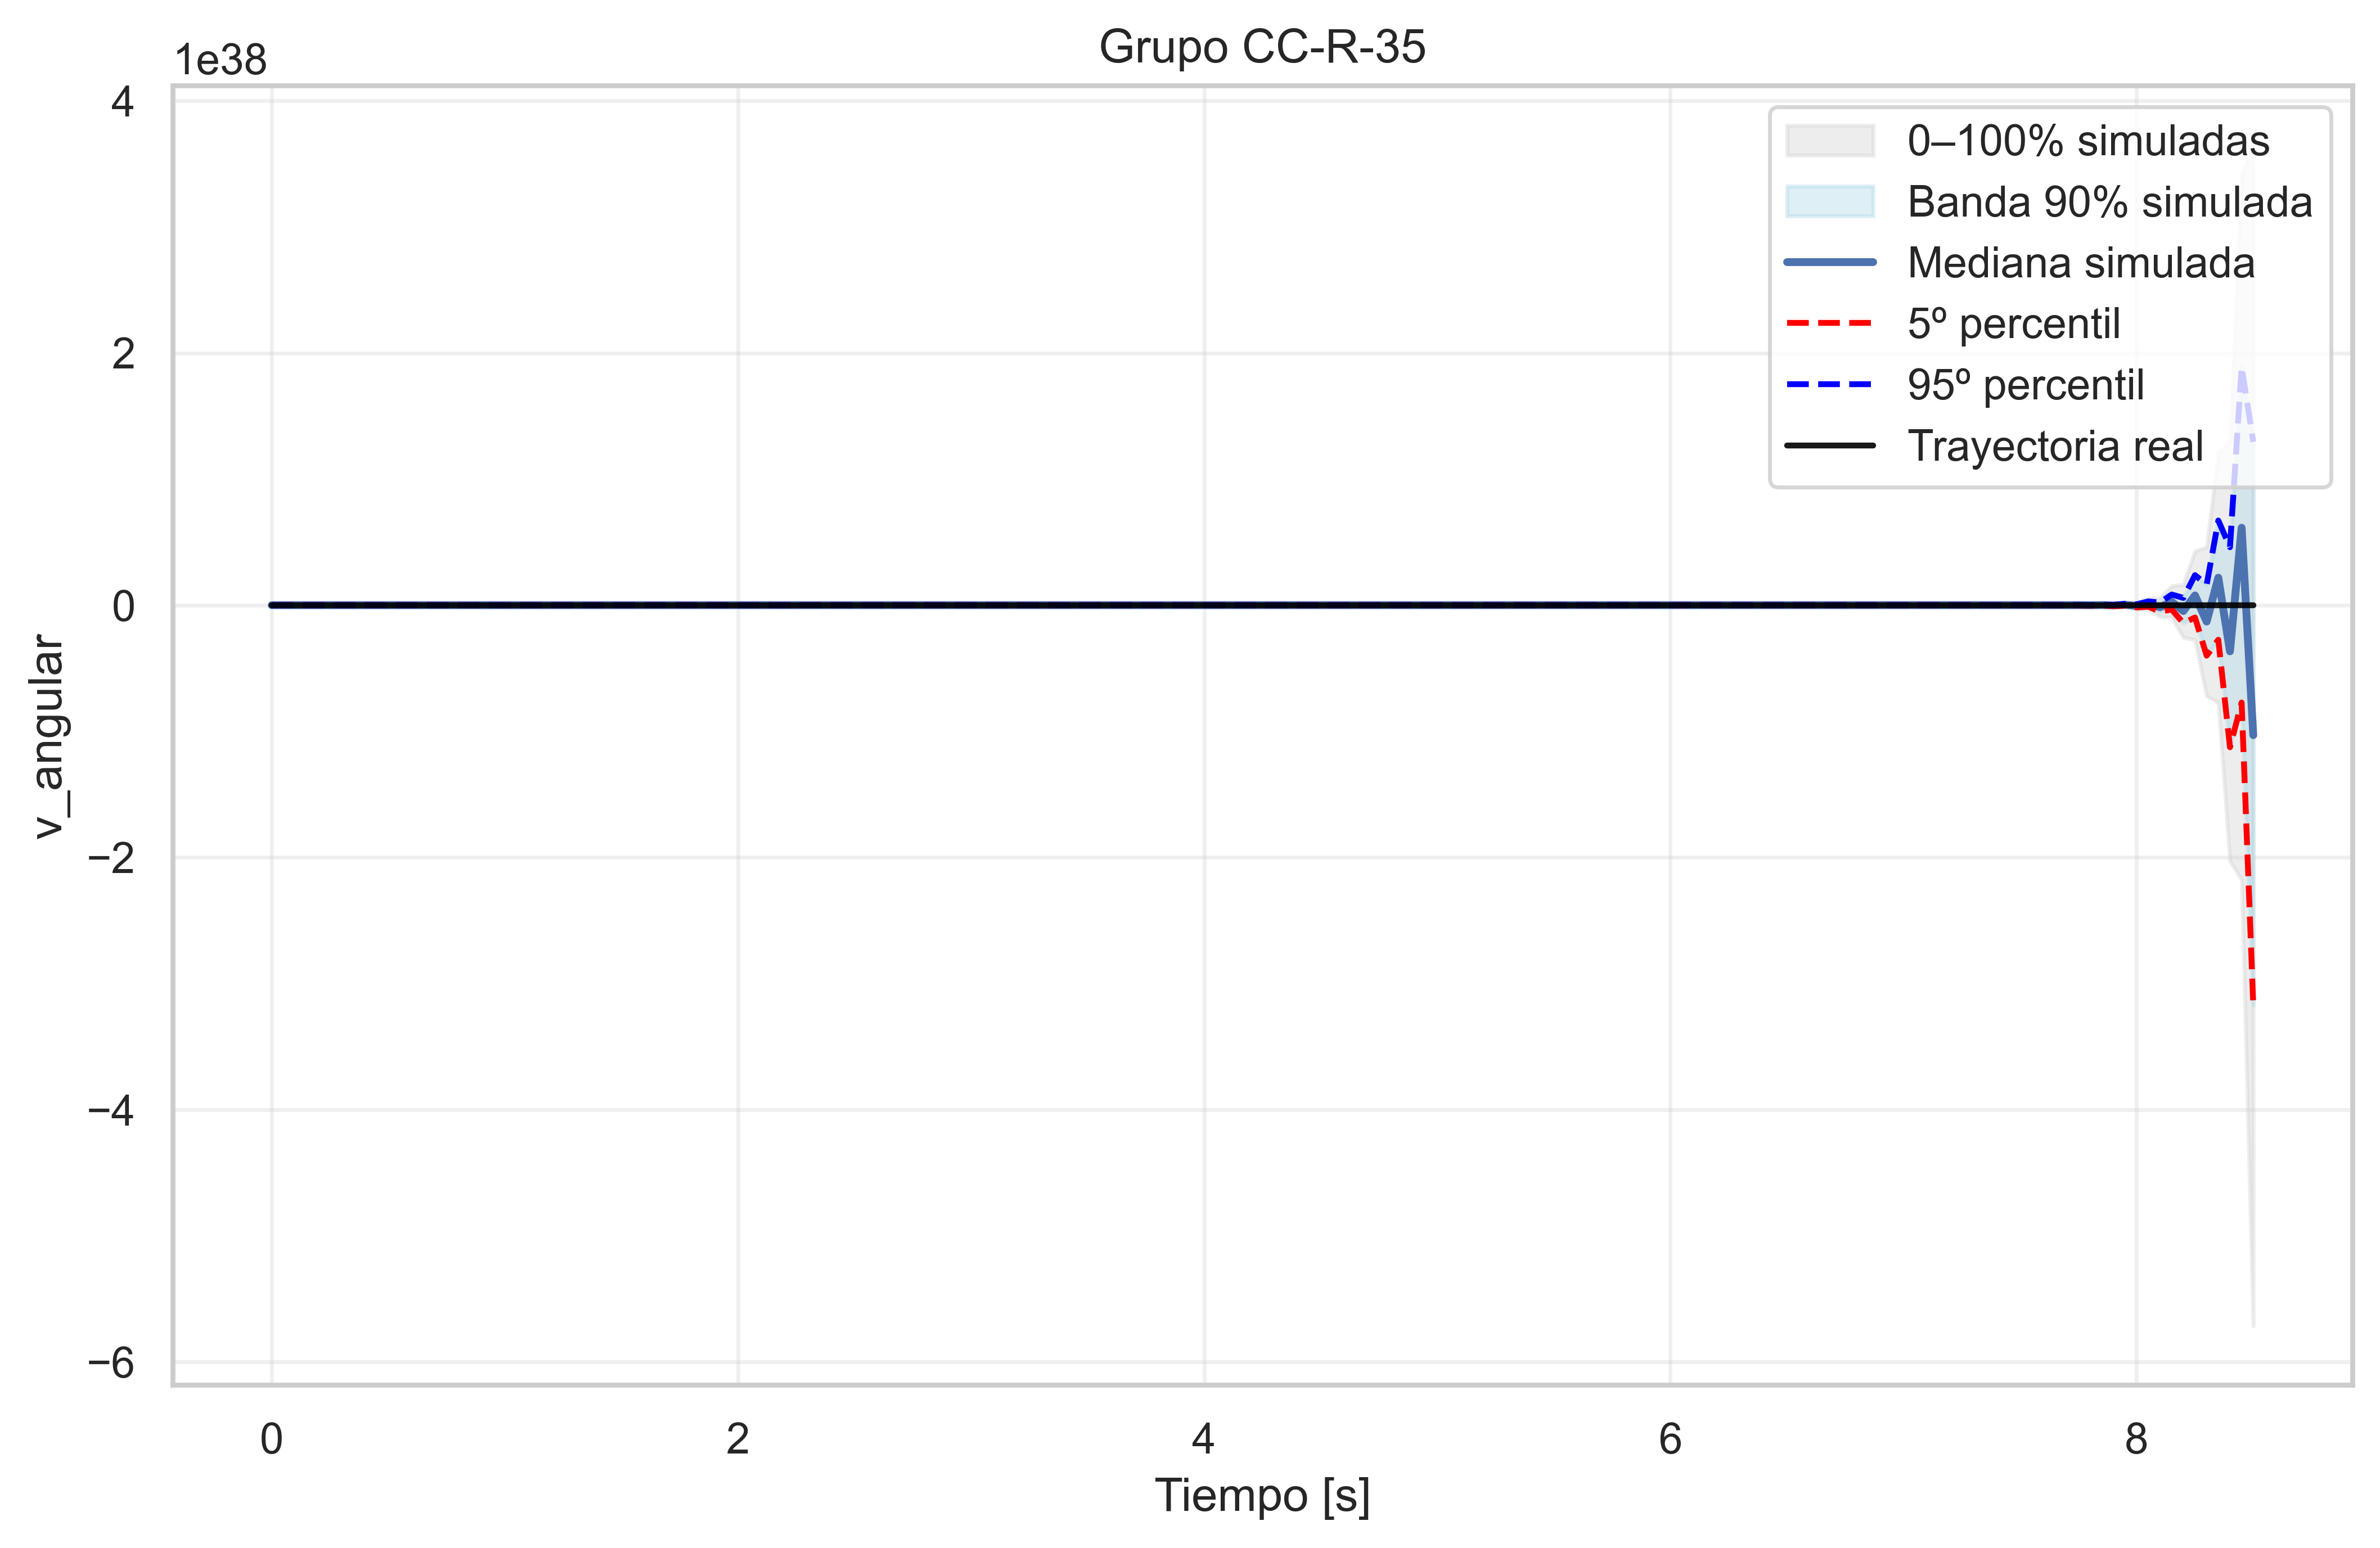 Grupo CC-R-35
1e38
4
2
0
−2
−4
−6
v_angular
0–100% simuladas
Banda 90% simulada
Mediana simulada
5º percentil
95º percentil
Trayectoria real
0 2 4 6 8
Tiempo [s]